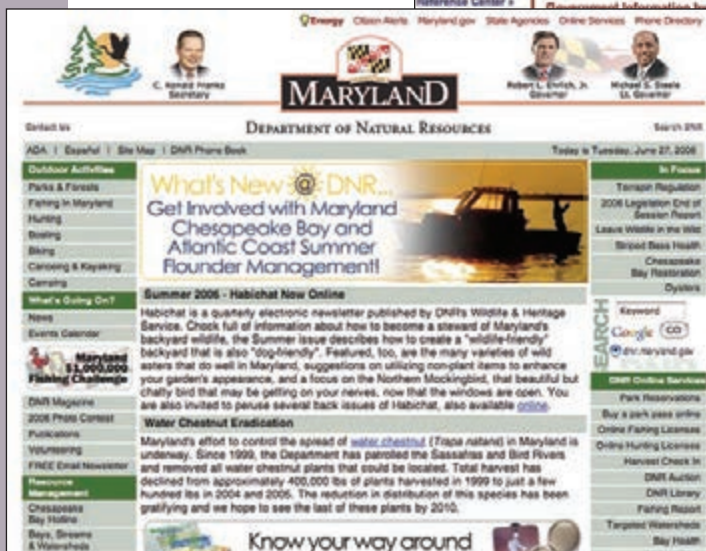 Reference Center »
Government Information by
Energy Citizen Alerts Maryland.gov State Agencies Online Services Phone Directory
C. Ronald Franks
Secretary
MARYLAND
Robert L. Ehrlich, Jr.
Governor
Michael S. Steele
Lt. Governor
Contact Us
DEPARTMENT OF NATURAL RESOURCES
Search DNR
ADA | Español | Site Map | DNR Phone Book
Today is Tuesday, June 27, 2006
Outdoor Activities
Parks & Forests
Fishing in Maryland
Hunting
Boating
Biking
Canoeing & Kayaking
Camping
What's Going On?
News
Events Calendar
Maryland
$1,000,000
Fishing Challenge
DNR Magazine
2006 Photo Contest
Publications
Volunteering
FREE Email Newsletter
Resource
Management
Chesapeake
Bay Hotline
Bays, Streams
& Watersheds
What's New @ DNR...
Get Involved with Maryland
Chesapeake Bay and
Atlantic Coast Summer
Flounder Management!
Summer 2006 - Habichat Now Online
Habichat is a quarterly electronic newsletter published by DNR's Wildlife & Heritage
Service. Chock full of information about how to become a steward of Maryland's
backyard wildlife, the Summer issue describes how to create a "wildlife-friendly"
backyard that is also "dog-friendly". Featured, too, are the many varieties of wild
asters that do well in Maryland, suggestions on utilizing non-plant items to enhance
your garden's appearance, and a focus on the Northern Mockingbird, that beautiful but
chatty bird that may be getting on your nerves, now that the windows are open. You
are also invited to peruse several back issues of Habichat, also available online.
Water Chestnut Eradication
Maryland's effort to control the spread of water chestnut (Trapa natans) in Maryland is
underway. Since 1999, the Department has patrolled the Sassafras and Bird Rivers
and removed all water chestnut plants that could be located. Total harvest has
declined from approximately 400,000 lbs of plants harvested in 1999 to just a few
hundred lbs in 2004 and 2005. The reduction in distribution of this species has been
gratifying and we hope to see the last of these plants by 2010.
Know your way around
In Focus
Terrapin Regulation
2006 Legislation End of
Session Report
Leave Wildlife in the Wild
Striped Bass Health
Chesapeake
Bay Restoration
Oysters
SEARCH
Keyword
Google GO
dnr.maryland.gov
DNR Online Services
Park Reservations
Buy a park pass online
Online Fishing Licenses
Online Hunting Licenses
Harvest Check In
DNR Auction
DNR Library
Fishing Report
Targeted Watersheds
Bay Health